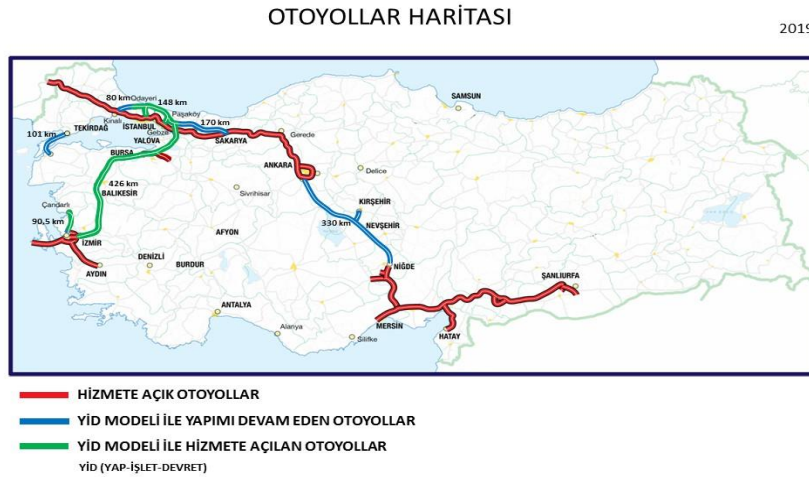 OTOYOLLAR HARİTASI
2019
SAMSUN
80 km
Odayeri
148 km
Paşaköy
170 km
Kınalı
İSTANBUL
TEKİRDAĞ
Gebze
YALOVA
SAKARYA
Gerede
101 km
BURSA
ANKARA
Delice
426 km
BALIKESİR
Sivrihisar
KIRŞEHİR
Çandarlı
90,5 km
330 km
NEVŞEHİR
İZMİR
AFYON
DENİZLİ
BURDUR
AYDIN
NİĞDE
ŞANLIURFA
ANTALYA
MERSİN
HATAY
Alanya
Silifke
HİZMETE AÇIK OTOYOLLAR
YİD MODELİ İLE YAPIMI DEVAM EDEN OTOYOLLAR
YİD MODELİ İLE HİZMETE AÇILAN OTOYOLLAR
YİD (YAP-İŞLET-DEVRET)